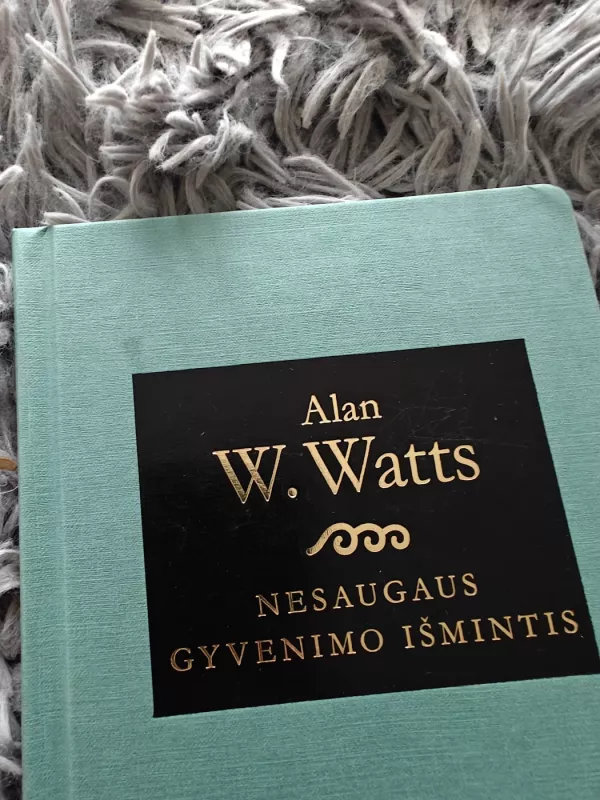 Alan
W. Watts
NESAUGAUS
GYVENIMO IŠMINTIS